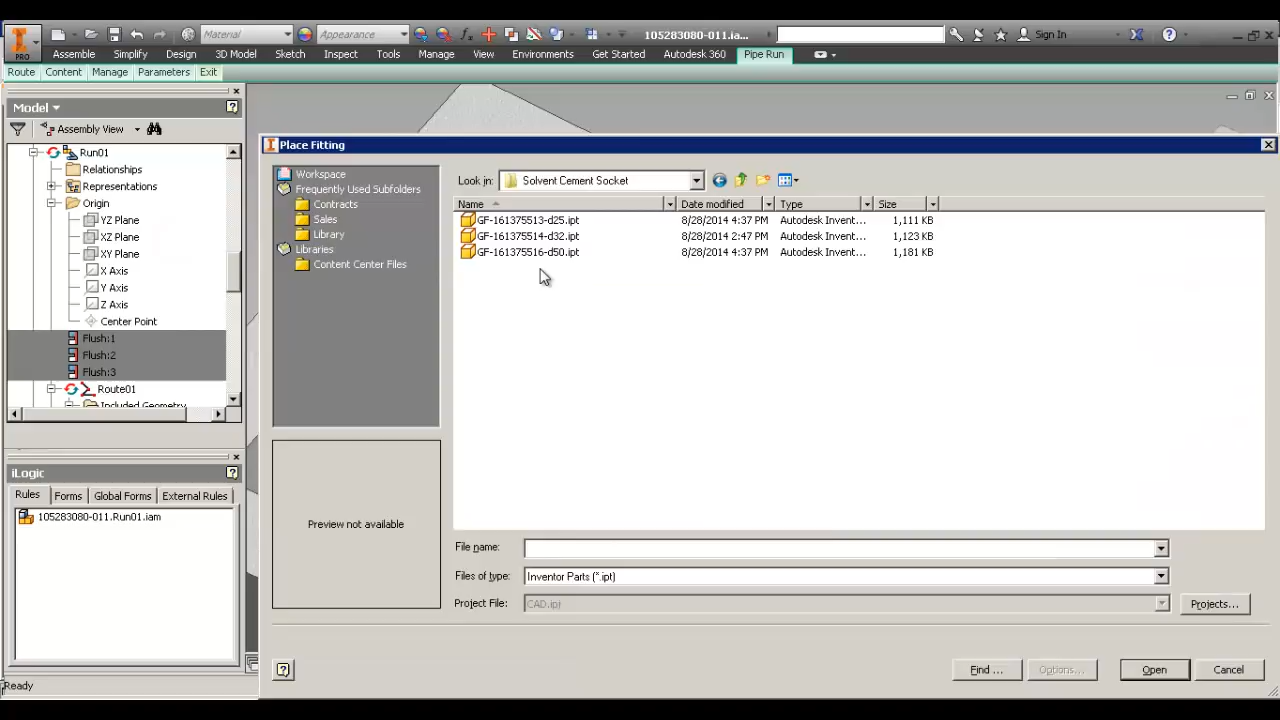 PRO
Material
Appearance
105283080-011.ia...
Sign In
Assemble
Simplify
Design
3D Model
Sketch
Inspect
Tools
Manage
View
Environments
Get Started
Autodesk 360
Pipe Run
Route
Content
Manage
Parameters
Exit
Model
Assembly View
Run01
Relationships
Representations
Origin
YZ Plane
XZ Plane
XY Plane
X Axis
Y Axis
Z Axis
Center Point
Flush:1
Flush:2
Flush:3
Route01
Included Geometry
iLogic
Rules
Forms
Global Forms
External Rules
105283080-011.Run01.iam
Ready
Place Fitting
Workspace
Frequently Used Subfolders
Contracts
Sales
Library
Libraries
Content Center Files
Preview not available
Look in:
Solvent Cement Socket
Name
Date modified
Type
Size
GF-161375513-d25.ipt 8/28/2014 4:37 PM Autodesk Invent... 1,111 KB
GF-161375514-d32.ipt 8/28/2014 2:47 PM Autodesk Invent... 1,123 KB
GF-161375516-d50.ipt 8/28/2014 4:37 PM Autodesk Invent... 1,181 KB
File name:
Files of type:
Inventor Parts (*.ipt)
Project File:
CAD.ipj
Projects...
Find ...
Options...
Open
Cancel